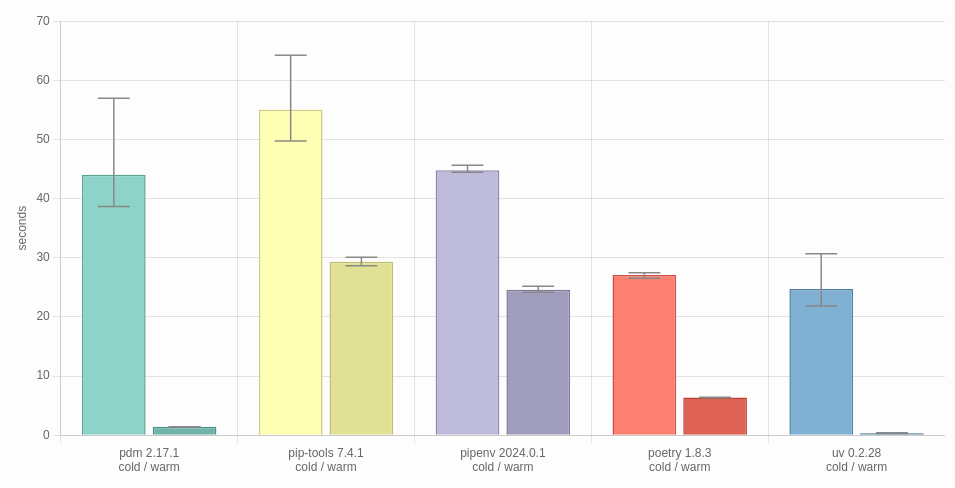 70
60
50
40
30
20
10
0
seconds
pdm 2.17.1
cold / warm
pip-tools 7.4.1
cold / warm
pipenv 2024.0.1
cold / warm
poetry 1.8.3
cold / warm
uv 0.2.28
cold / warm